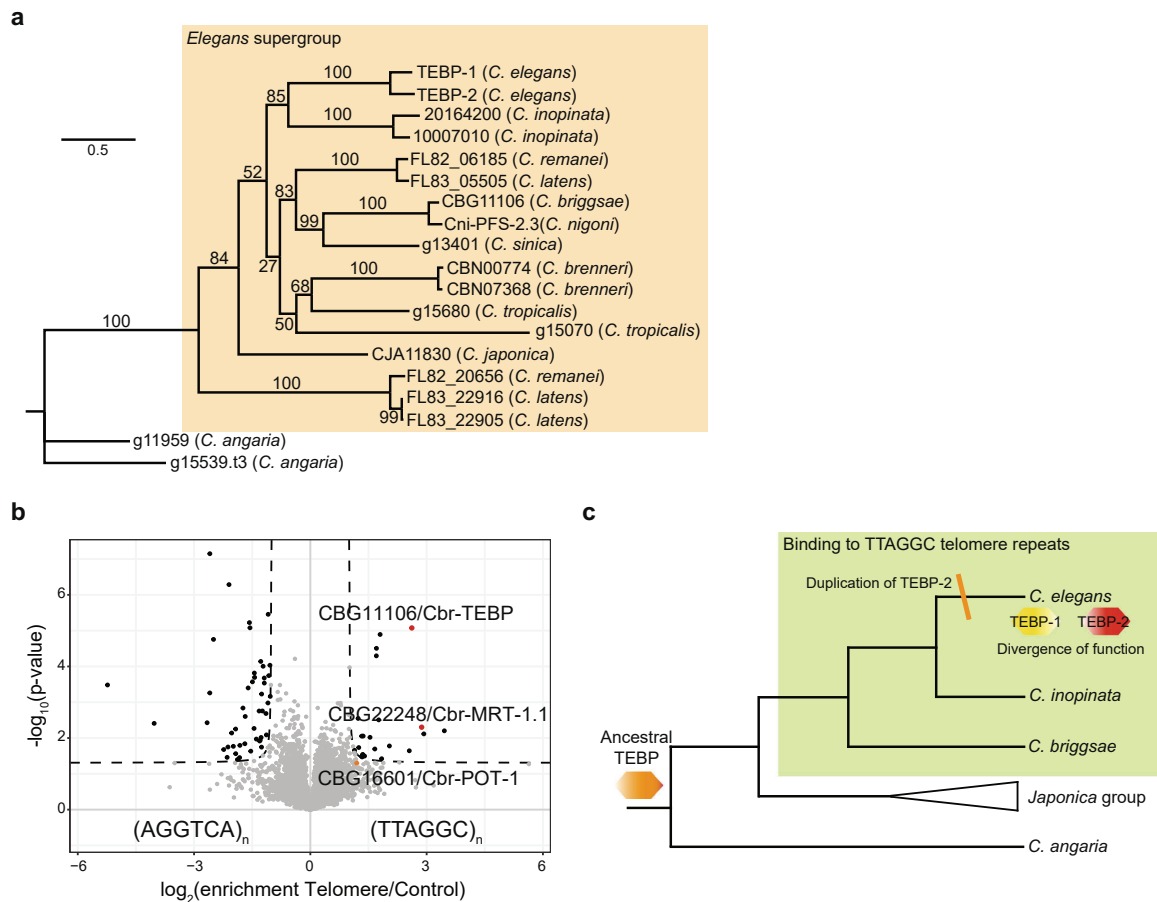 a
Elegans supergroup
0.5
100
TEBP-1 (C. elegans)
85
TEBP-2 (C. elegans)
100
20164200 (C. inopinata)
10007010 (C. inopinata)
52
100
FL82_06185 (C. remanei)
83
FL83_05505 (C. latens)
100
CBG11106 (C. briggsae)
99
Cni-PFS-2.3(C. nigoni)
g13401 (C. sinica)
84
27
100
CBN00774 (C. brenneri)
68
CBN07368 (C. brenneri)
g15680 (C. tropicalis)
50
g15070 (C. tropicalis)
100
CJA11830 (C. japonica)
100
FL82_20656 (C. remanei)
FL83_22916 (C. latens)
99
FL83_22905 (C. latens)
g11959 (C. angaria)
g15539.t3 (C. angaria)
b
-log10(p-value)
6
4
2
0
CBG11106/Cbr-TEBP
CBG22248/Cbr-MRT-1.1
CBG16601/Cbr-POT-1
(AGGTCA)n
(TTAGGC)n
−6
−3
0
3
6
log2(enrichment Telomere/Control)
c
Binding to TTAGGC telomere repeats
Duplication of TEBP-2
C. elegans
TEBP-1
TEBP-2
Divergence of function
C. inopinata
Ancestral
TEBP
C. briggsae
Japonica group
C. angaria